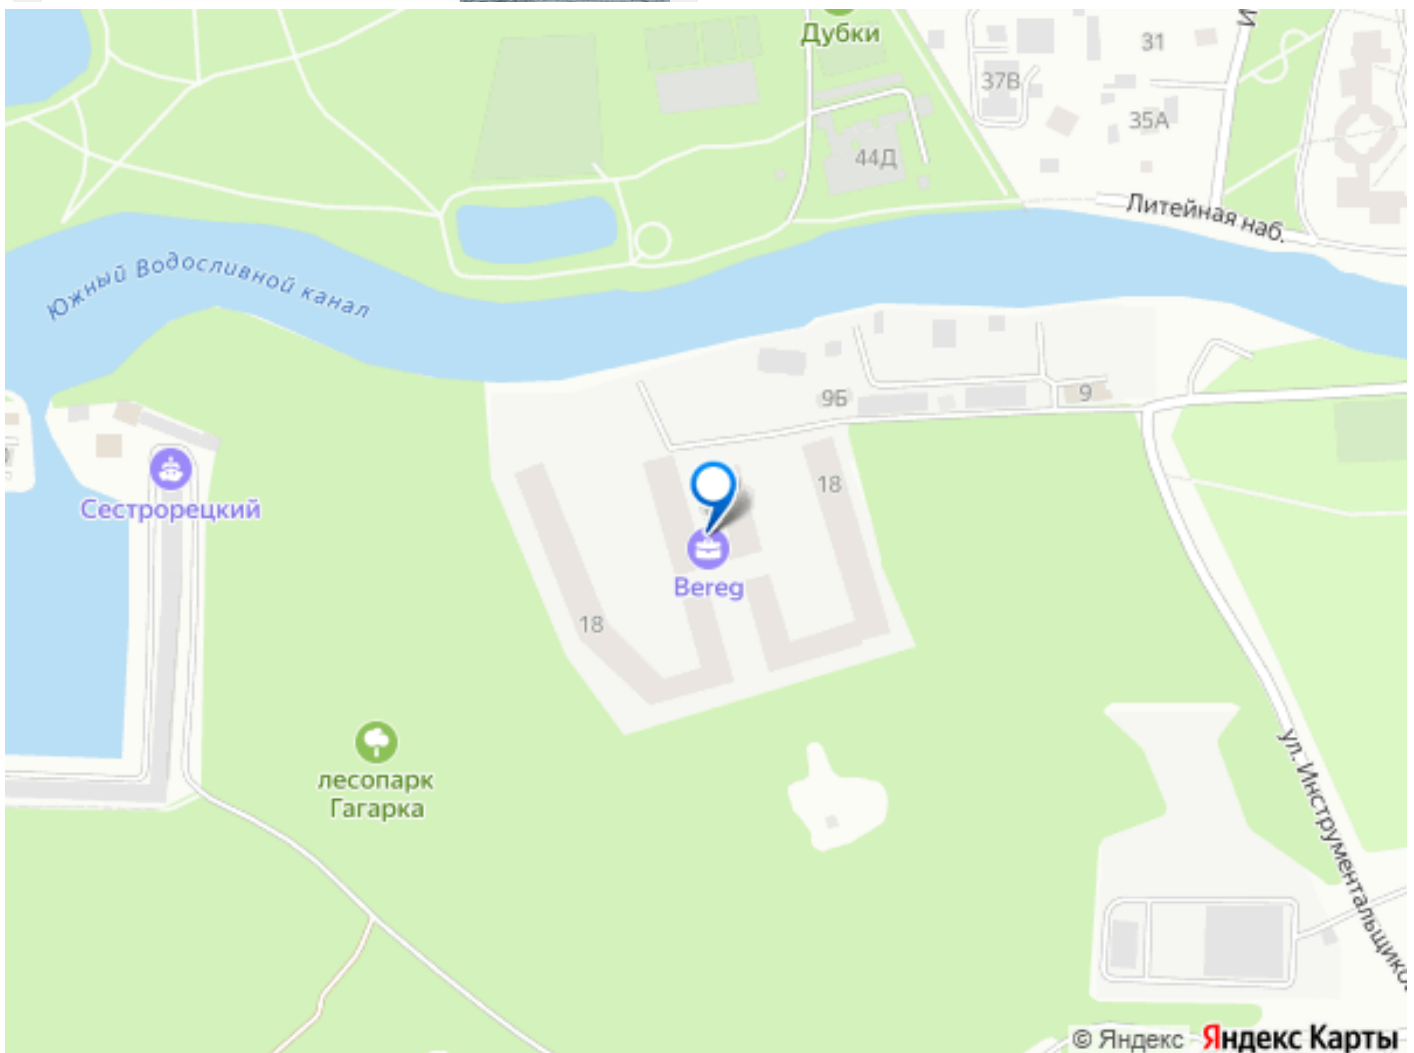 Дубки
31
37В
35А
44Д
Литейная наб.
Южный Водосливной канал
9Б
9
Сестрорецкий
18
Bereg
18
лесопарк
Гагарка
ул. Инструментальщиков
© Яндекс Яндекс Карты